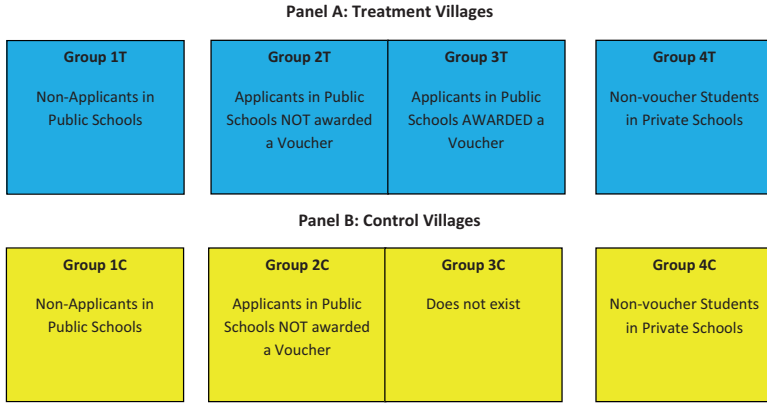 Panel A: Treatment Villages
Group 1T
Non-Applicants in
Public Schools
Group 2T
Applicants in Public
Schools NOT awarded
a Voucher
Group 3T
Applicants in Public
Schools AWARDED a
Voucher
Group 4T
Non-voucher Students
in Private Schools
Panel B: Control Villages
Group 1C
Non-Applicants in
Public Schools
Group 2C
Applicants in Public
Schools NOT awarded
a Voucher
Group 3C
Does not exist
Group 4C
Non-voucher Students
in Private Schools